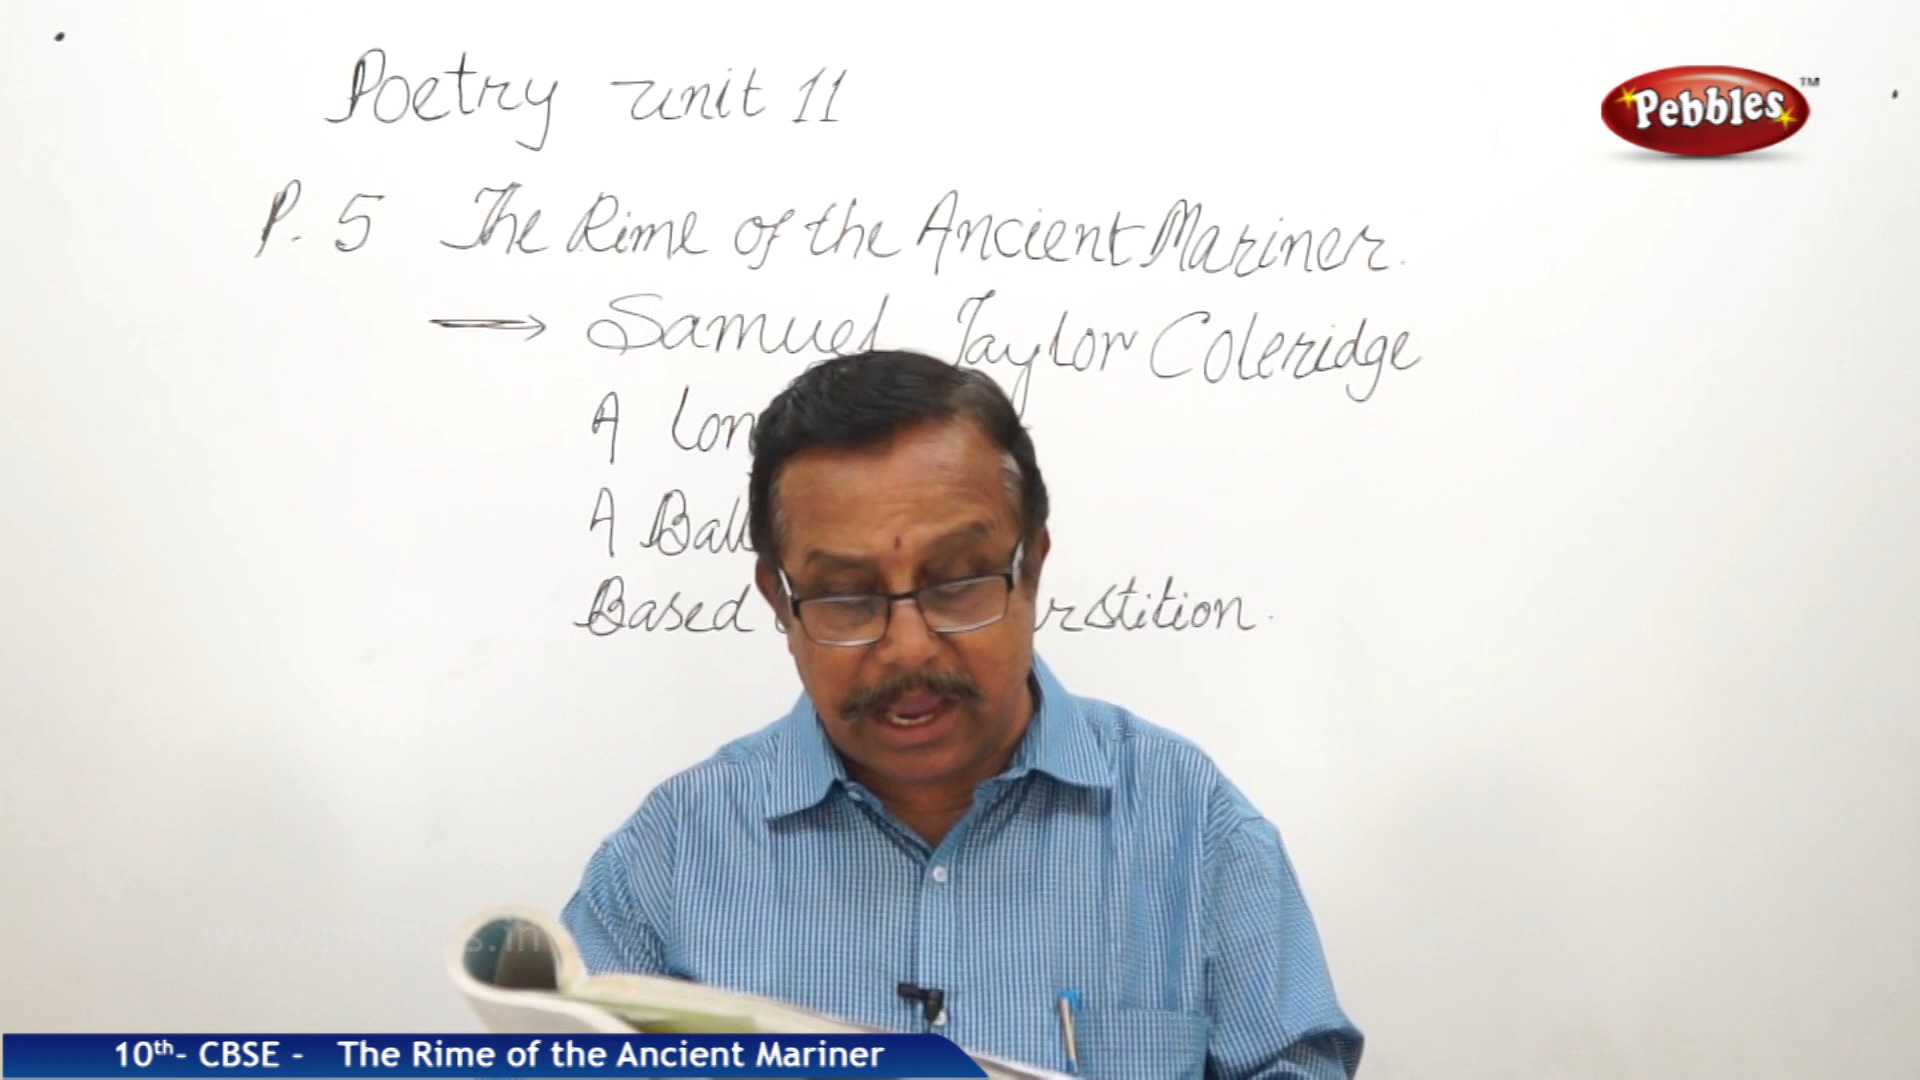 Poetry unit 11
Pebbles™
P. 5 The Rime of the Ancient Mariner.
→ Samuel Taylor Coleridge
A
A
Based
10th- CBSE - The Rime of the Ancient Mariner